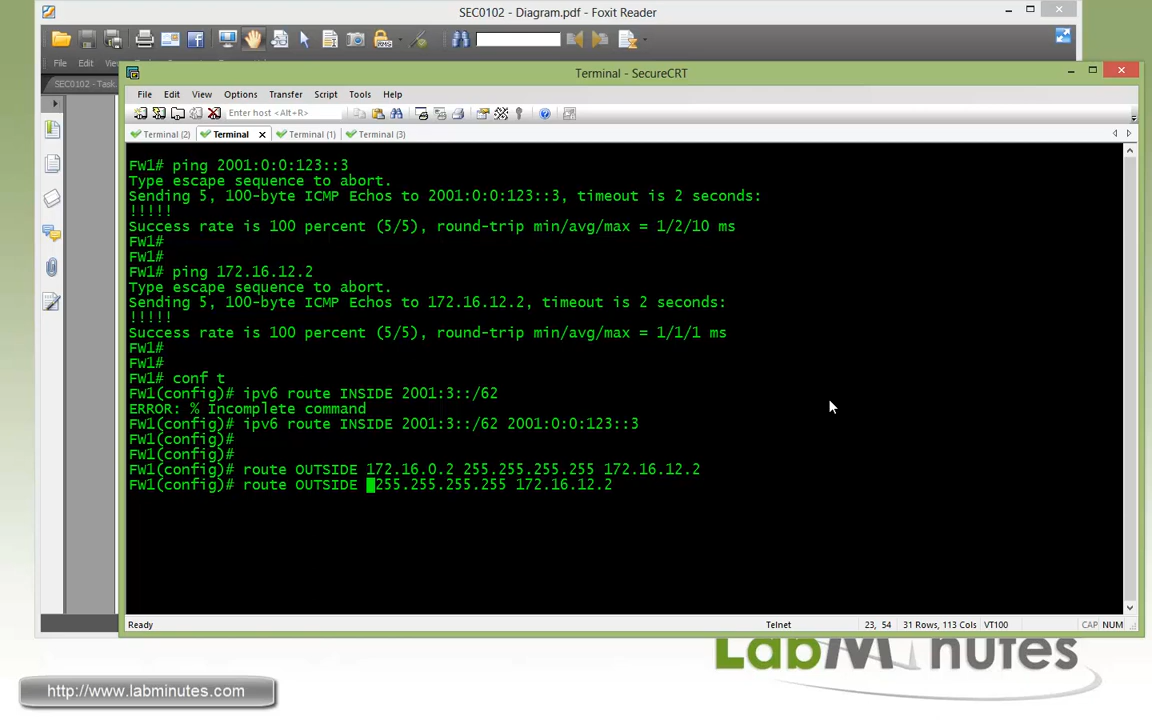 SEC0102 - Diagram.pdf - Foxit Reader
File Edit
SEC0102 - Task
Terminal - SecureCRT
File Edit View Options Transfer Script Tools Help
Enter host <Alt+R>
Terminal (2) Terminal Terminal (1) Terminal (3)
FW1# ping 2001:0:0:123::3
Type escape sequence to abort.
Sending 5, 100-byte ICMP Echos to 2001:0:0:123::3, timeout is 2 seconds:
!!!!!
Success rate is 100 percent (5/5), round-trip min/avg/max = 1/2/10 ms
FW1#
FW1#
FW1# ping 172.16.12.2
Type escape sequence to abort.
Sending 5, 100-byte ICMP Echos to 172.16.12.2, timeout is 2 seconds:
!!!!!
Success rate is 100 percent (5/5), round-trip min/avg/max = 1/1/1 ms
FW1#
FW1#
FW1# conf t
FW1(config)# ipv6 route INSIDE 2001:3::/62
ERROR: % Incomplete command
FW1(config)# ipv6 route INSIDE 2001:3::/62 2001:0:0:123::3
FW1(config)#
FW1(config)#
FW1(config)# route OUTSIDE 172.16.0.2 255.255.255.255 172.16.12.2
FW1(config)# route OUTSIDE 255.255.255.255 172.16.12.2
Ready Telnet 23, 54 31 Rows, 113 Cols VT100 CAP NUM
LabMinutes
http://www.labminutes.com